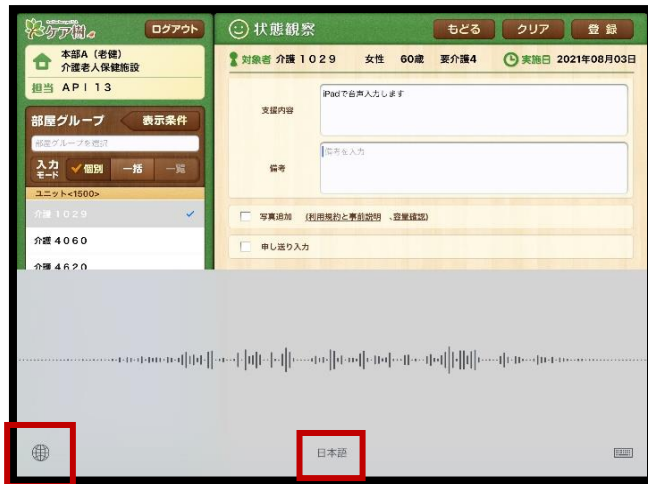 ケア樹
ログアウト
状態観察
もどる
クリア
登録
本部A（老健）
介護老人保健施設
担当 API13
対象者 介護1029 女性 60歳 要介護4 実施日 2021年08月03日
部屋グループ
表示条件
部屋グループを選択
入力モード
個別
一括
一覧
ユニット<1500>
介護1029
介護4060
介護4620
支援内容
iPadで音声入力します
備考
備考を入力
写真追加 (利用規約と事前説明、容量確認)
申し送り入力
日本語